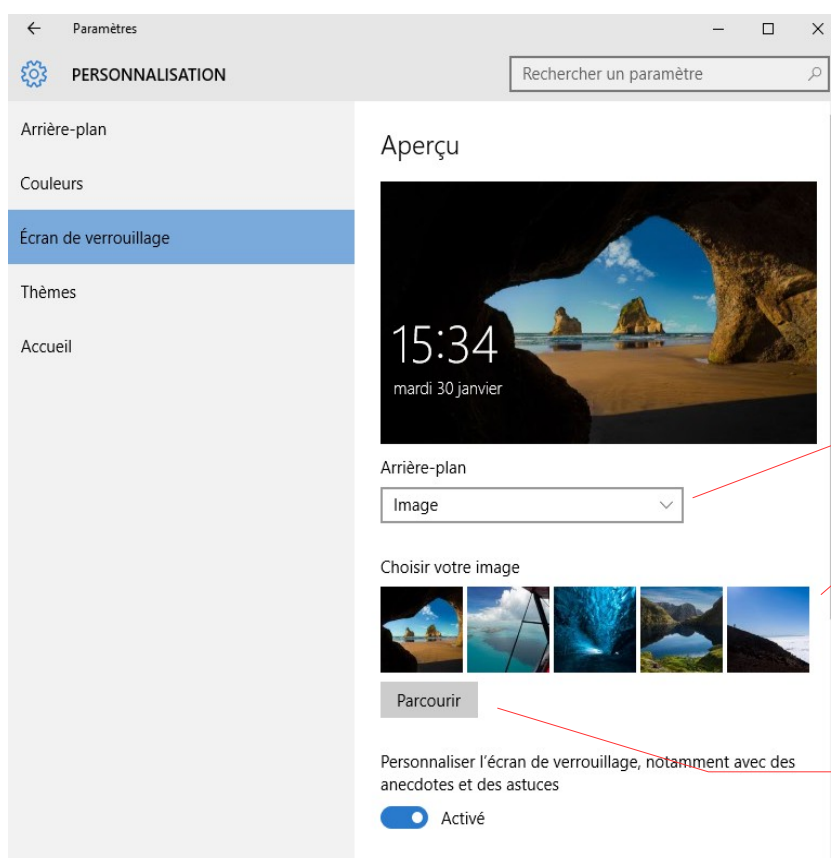 Paramètres
PERSONNALISATION
Rechercher un paramètre
Arrière-plan
Couleurs
Écran de verrouillage
Thèmes
Accueil
Aperçu
15:34
mardi 30 janvier
Arrière-plan
Image
Choisir votre image
Parcourir
Personnaliser l'écran de verrouillage, notamment avec des
anecdotes et des astuces
Activé